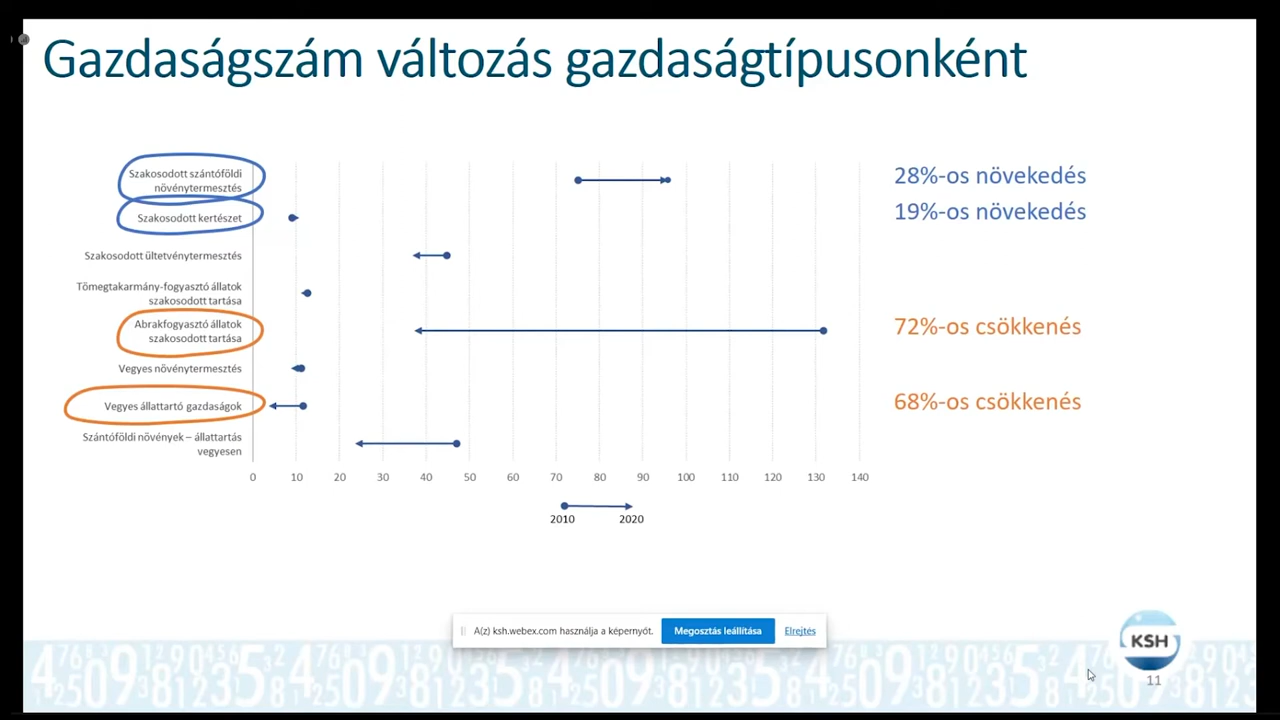 Gazdaságszám változás gazdaságtípusonként
Szakosodott szántóföldi
növénytermesztés
28%-os növekedés
Szakosodott kertészet
19%-os növekedés
Szakosodott ültetvénytermesztés
Tömegtakarmány-fogyasztó állatok
szakosodott tartása
Abrakfogyasztó állatok
szakosodott tartása
72%-os csökkenés
Vegyes növénytermesztés
Vegyes állattartó gazdaságok
68%-os csökkenés
Szántóföldi növények – állattartás
vegyesen
0 10 20 30 40 50 60 70 80 90 100 110 120 130 140
2010 2020
A(z) ksh.webex.com használja a képernyőt. Megosztás leállítása Elrejtés
KSH
11